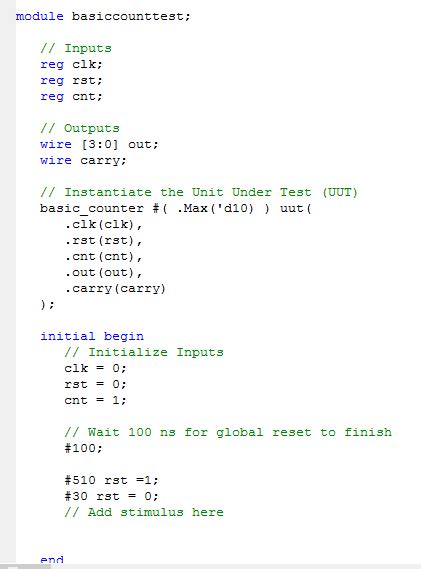 module basiccounttest;
// Inputs
reg clk;
reg rst;
reg cnt;
// Outputs
wire [3:0] out;
wire carry;
// Instantiate the Unit Under Test (UUT)
basic_counter #( .Max('d10) ) uut(
.clk(clk),
.rst(rst),
.cnt(cnt),
.out(out),
.carry(carry)
);
initial begin
// Initialize Inputs
clk = 0;
rst = 0;
cnt = 1;
// Wait 100 ns for global reset to finish
#100;
#510 rst =1;
#30 rst = 0;
// Add stimulus here
end